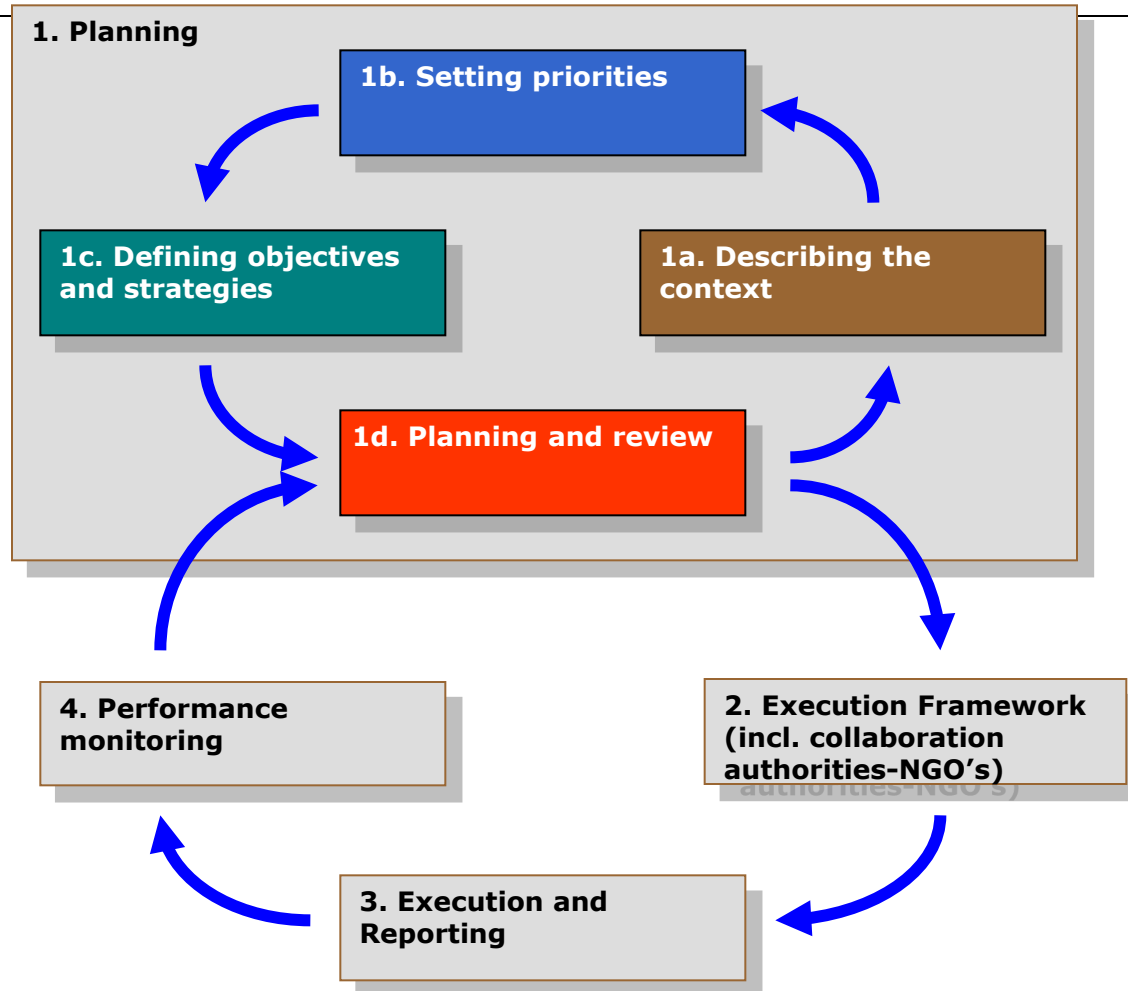 1. Planning
1b. Setting priorities
1c. Defining objectives
and strategies
1a. Describing the
context
1d. Planning and review
4. Performance
monitoring
2. Execution Framework
(incl. collaboration
authorities-NGO’s)
3. Execution and
Reporting